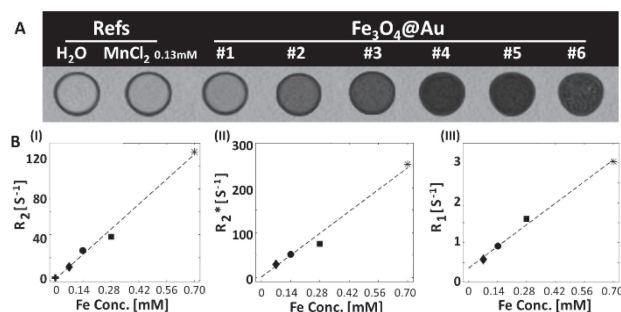 A
Refs
Fe₃O₄@Au
H₂O MnCl₂ 0.13mM #1 #2 #3 #4 #5 #6
B
(I)
R₂ [S⁻¹]
120
80
40
0
0 0.14 0.28 0.42 0.56 0.70
Fe Conc. [mM]
(II)
R₂* [S⁻¹]
300
200
100
0
0 0.14 0.28 0.42 0.56 0.70
Fe Conc. [mM]
(III)
R₁ [S⁻¹]
3
2
1
0
0 0.14 0.28 0.42 0.56 0.70
Fe Conc. [mM]